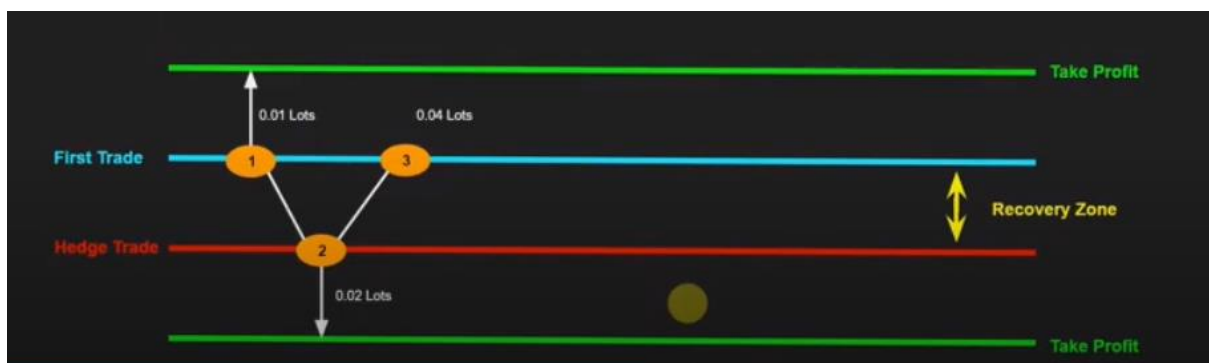 Take Profit
0.01 Lots
0.04 Lots
First Trade
1
3
Recovery Zone
Hedge Trade
2
0.02 Lots
Take Profit